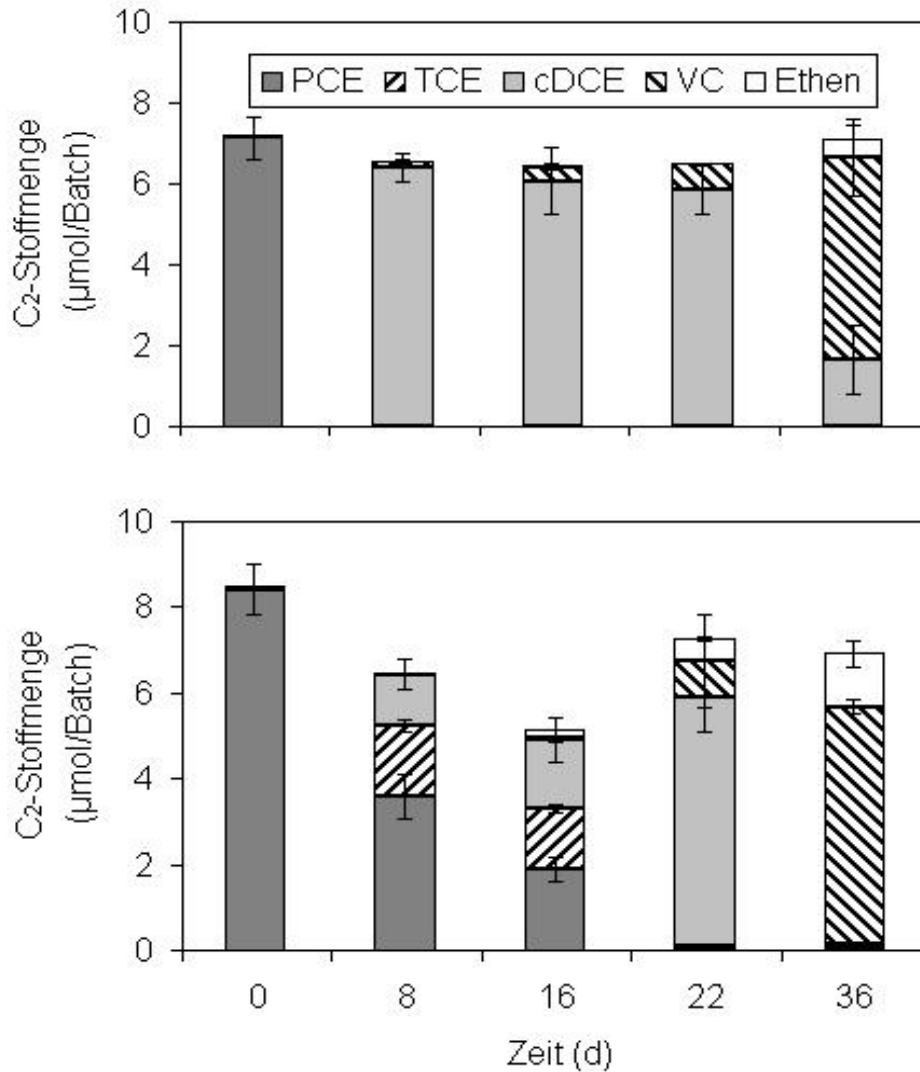 10
PCE TCE cDCE VC Ethen
8
6
4
2
0
C2-Stoffmenge
(µmol/Batch)
10
8
6
4
2
0
C2-Stoffmenge
(µmol/Batch)
0 8 16 22 36
Zeit (d)